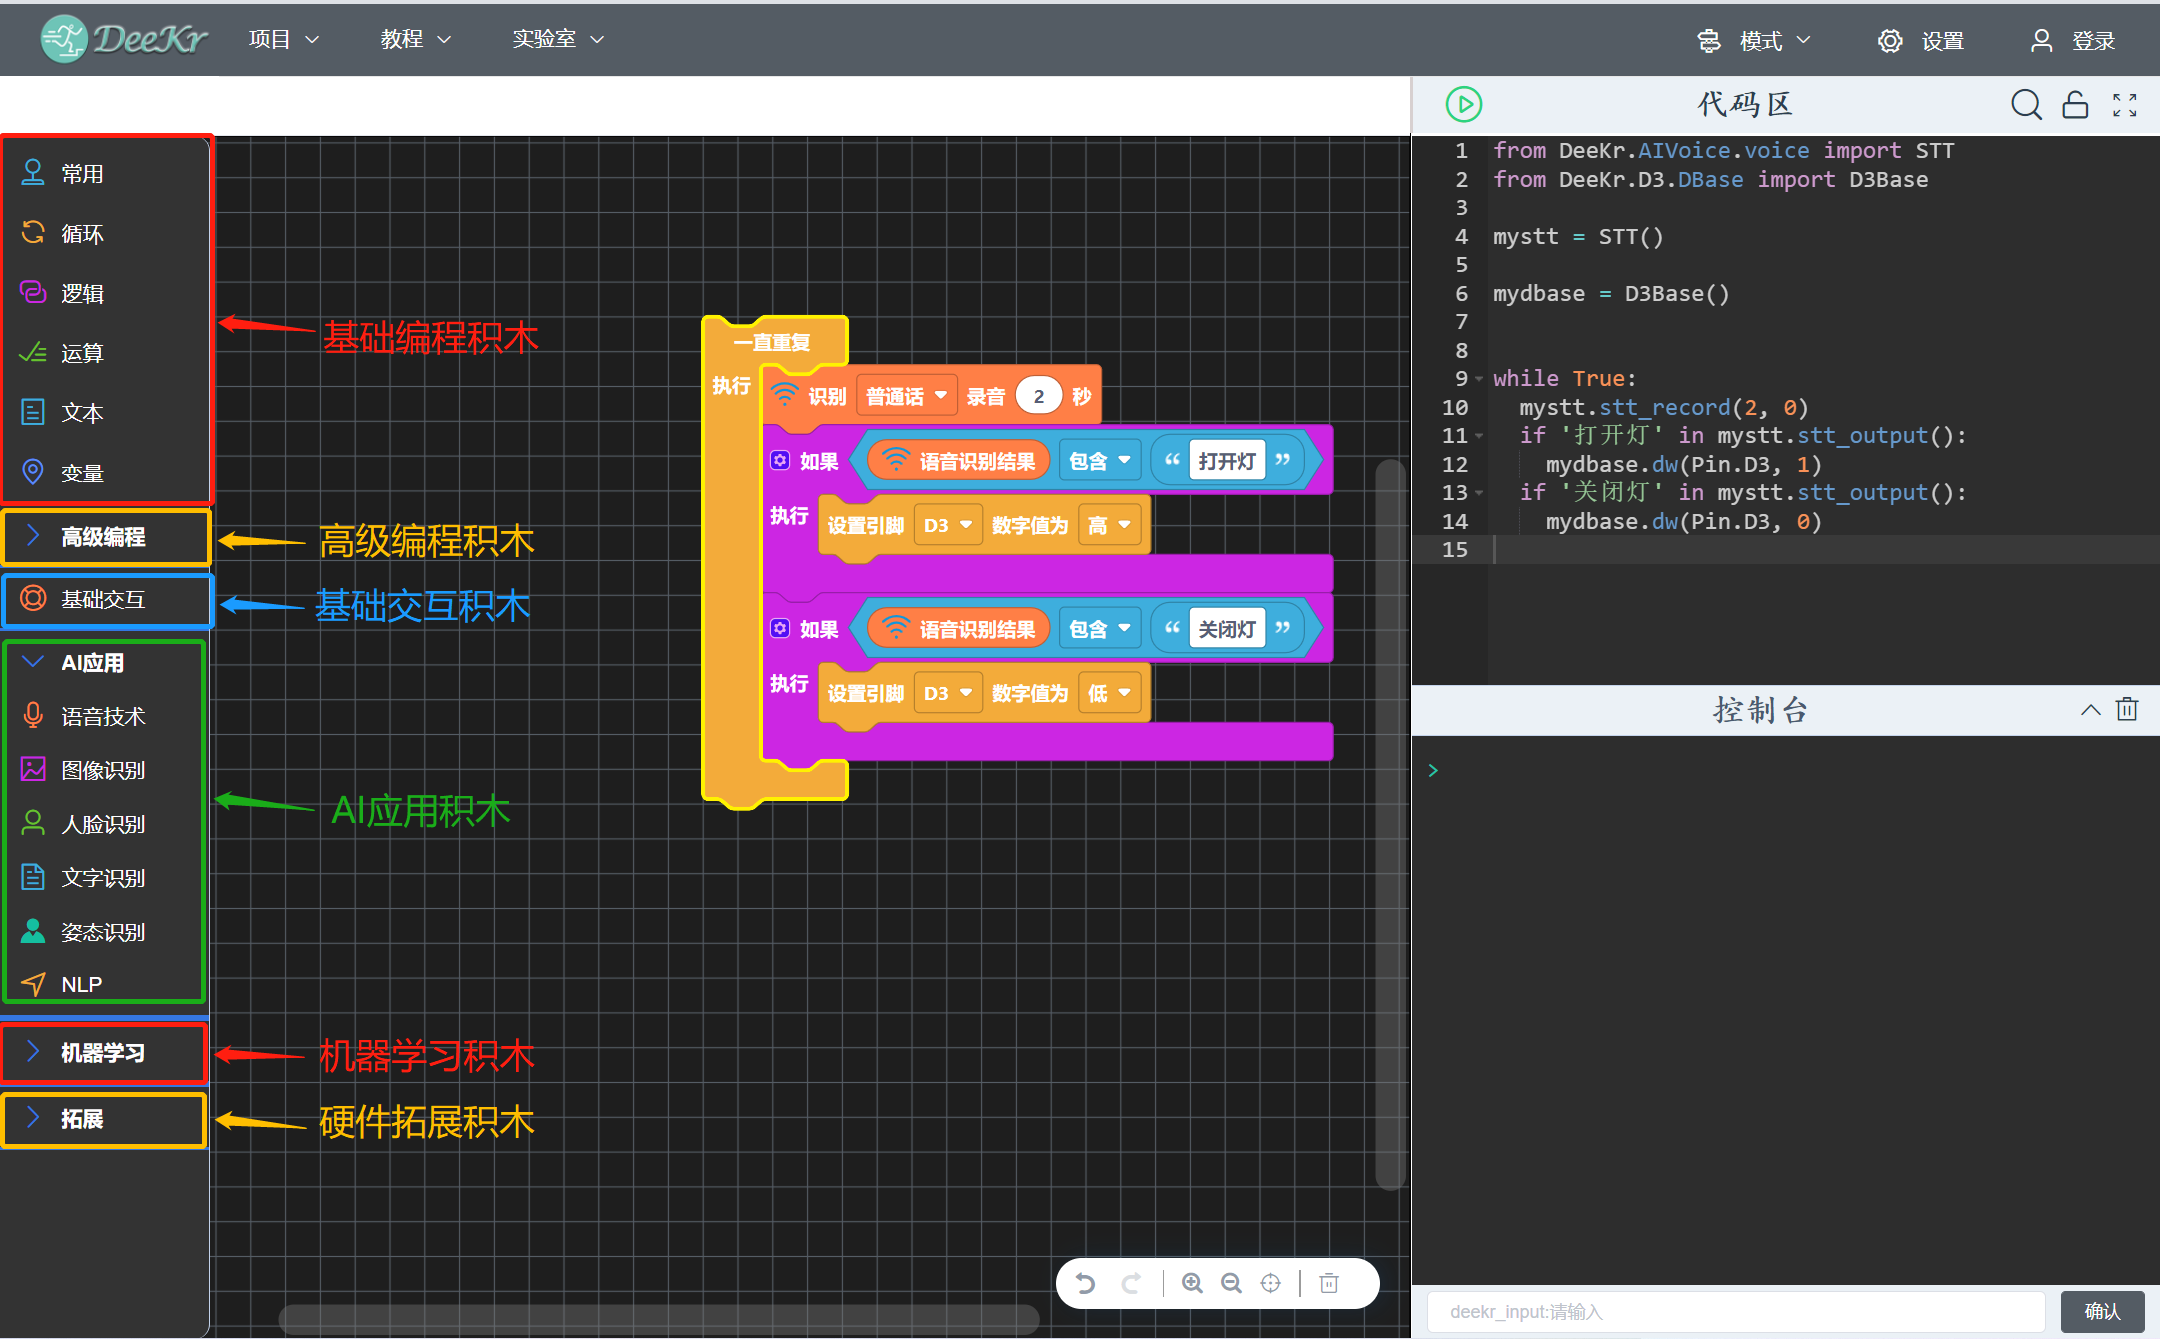 DeeKr 项目 教程 实验室 模式 设置 登录
代码区
常用
循环
逻辑
运算
文本
变量
高级编程
基础交互
AI应用
语音技术
图像识别
人脸识别
文字识别
姿态识别
NLP
机器学习
拓展
基础编程积木
高级编程积木
基础交互积木
AI应用积木
机器学习积木
硬件拓展积木
一直重复
执行 识别 普通话 录音 2 秒
如果 语音识别结果 包含 “ 打开灯 ”
执行 设置引脚 D3 数字值为 高
如果 语音识别结果 包含 “ 关闭灯 ”
执行 设置引脚 D3 数字值为 低
1 from DeeKr.AIVoice.voice import STT
2 from DeeKr.D3.DBase import D3Base
3
4 mystt = STT()
5
6 mydbase = D3Base()
7
8
9 while True:
10 mystt.stt_record(2, 0)
11 if '打开灯' in mystt.stt_output():
12 mydbase.dw(Pin.D3, 1)
13 if '关闭灯' in mystt.stt_output():
14 mydbase.dw(Pin.D3, 0)
15
控制台
>
deekr_input:请输入 确认